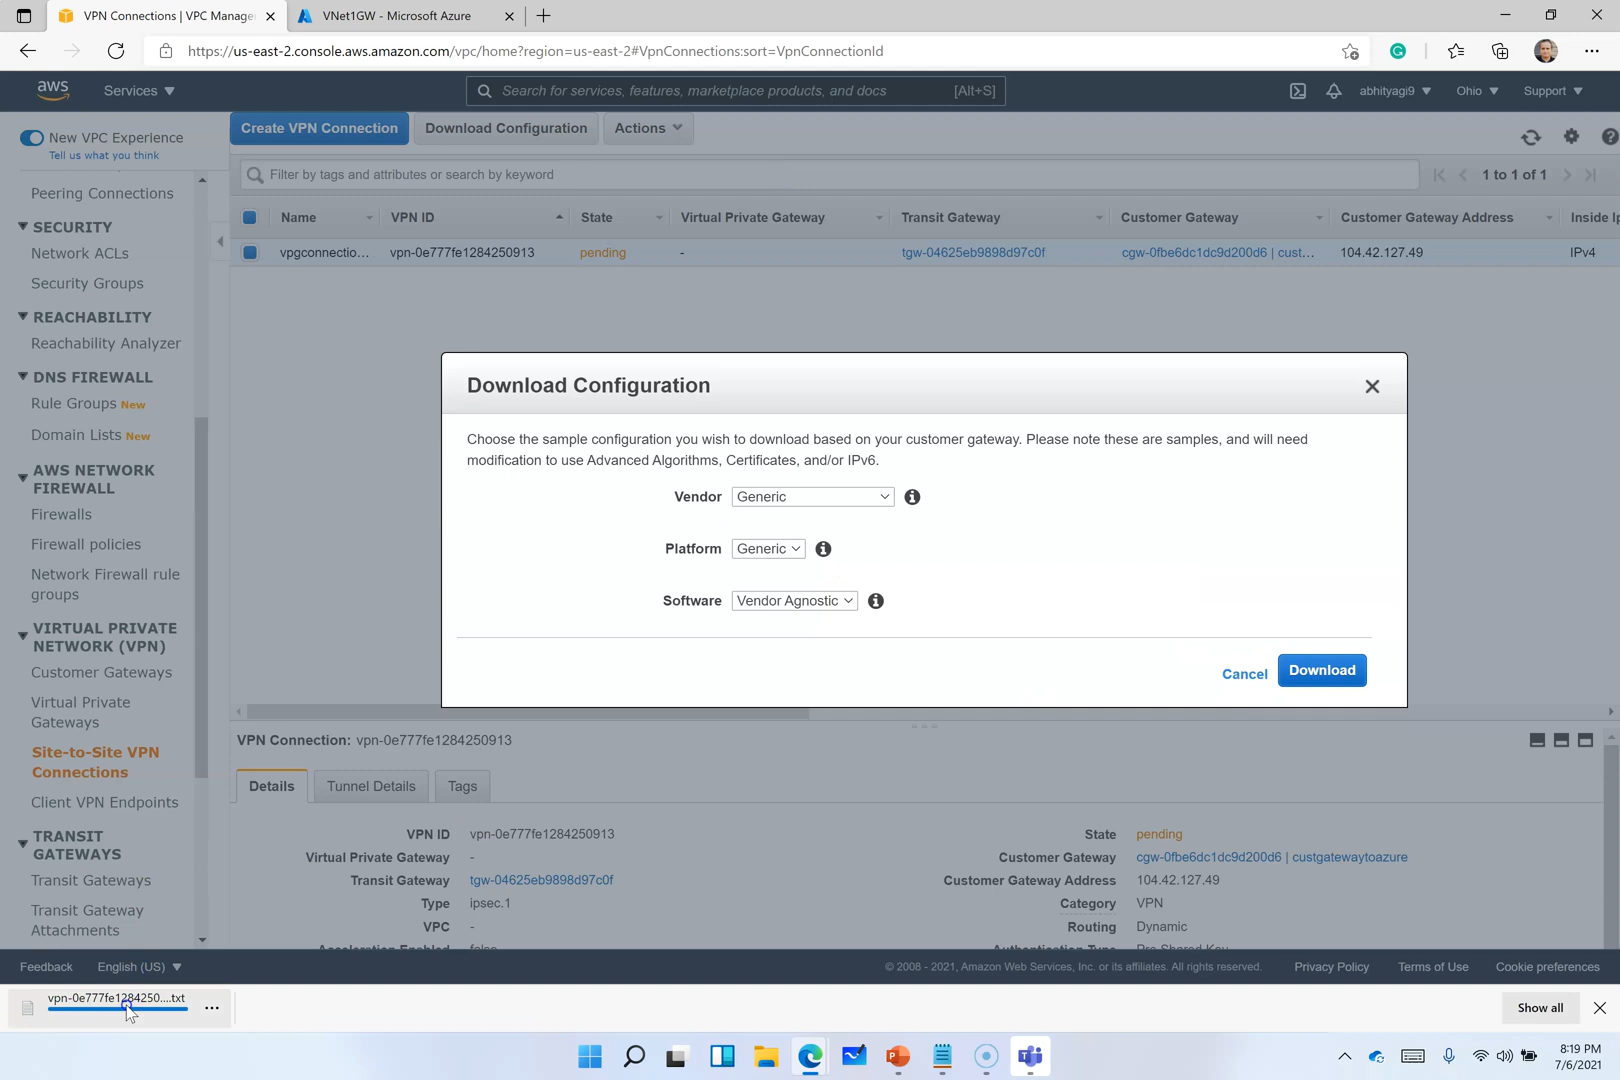 VPN Connections | VPC Manage
VNet1GW - Microsoft Azure
https://us-east-2.console.aws.amazon.com/vpc/home?region=us-east-2#VpnConnections:sort=VpnConnectionId
aws
Services
Search for services, features, marketplace products, and docs [Alt+S]
abhityagi9
Ohio
Support
New VPC Experience
Tell us what you think
Create VPN Connection
Download Configuration
Actions
Filter by tags and attributes or search by keyword
1 to 1 of 1
Name VPN ID State Virtual Private Gateway Transit Gateway Customer Gateway Customer Gateway Address Inside Ip
vpgconnectio... vpn-0e777fe1284250913 pending - tgw-04625eb9898d97c0f cgw-0fbe6dc1dc9d200d6 | cust... 104.42.127.49 IPv4
Peering Connections
SECURITY
Network ACLs
Security Groups
REACHABILITY
Reachability Analyzer
DNS FIREWALL
Rule Groups New
Domain Lists New
AWS NETWORK
FIREWALL
Firewalls
Firewall policies
Network Firewall rule
groups
VIRTUAL PRIVATE
NETWORK (VPN)
Customer Gateways
Virtual Private
Gateways
Site-to-Site VPN
Connections
Client VPN Endpoints
TRANSIT
GATEWAYS
Transit Gateways
Transit Gateway
Attachments
Download Configuration
Choose the sample configuration you wish to download based on your customer gateway. Please note these are samples, and will need
modification to use Advanced Algorithms, Certificates, and/or IPv6.
Vendor Generic
Platform Generic
Software Vendor Agnostic
Cancel Download
VPN Connection: vpn-0e777fe1284250913
Details Tunnel Details Tags
VPN ID vpn-0e777fe1284250913
State pending
Virtual Private Gateway -
Customer Gateway cgw-0fbe6dc1dc9d200d6 | custgatewaytoazure
Transit Gateway tgw-04625eb9898d97c0f
Customer Gateway Address 104.42.127.49
Type ipsec.1
Category VPN
VPC -
Routing Dynamic
Acceleration Enabled false
Authentication Type Pre Shared Key
Feedback English (US) © 2008 - 2021, Amazon Web Services, Inc. or its affiliates. All rights reserved. Privacy Policy Terms of Use Cookie preferences
vpn-0e777fe1284250....txt
Show all
8:19 PM
7/6/2021